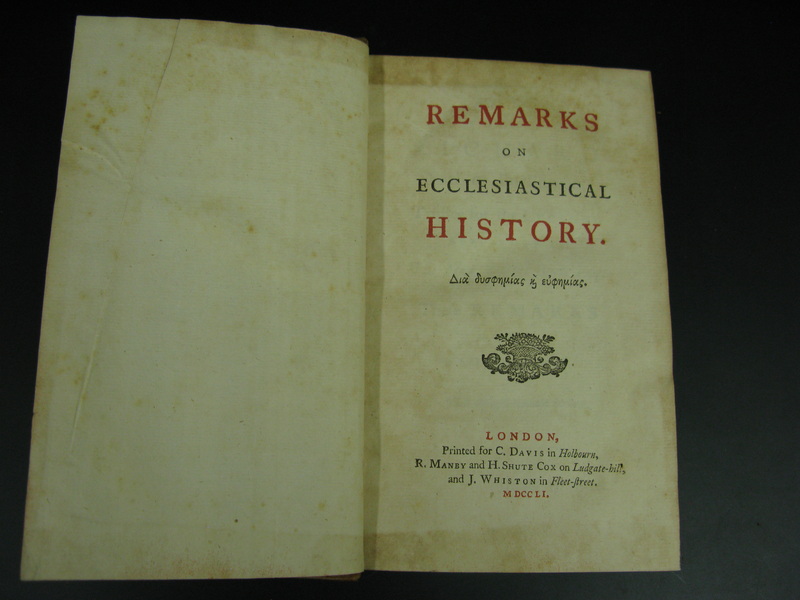 REMARKS
ON
ECCLESIASTICAL
HISTORY.
Διὰ δυσφημίας ϗ̀ εὐφημίας.
LONDON,
Printed for C. DAVIS in Holbourn,
R. MANBY and H. SHUTE COX on Ludgate-hill,
and J. WHISTON in Fleet-ſtreet.
MDCCLI.